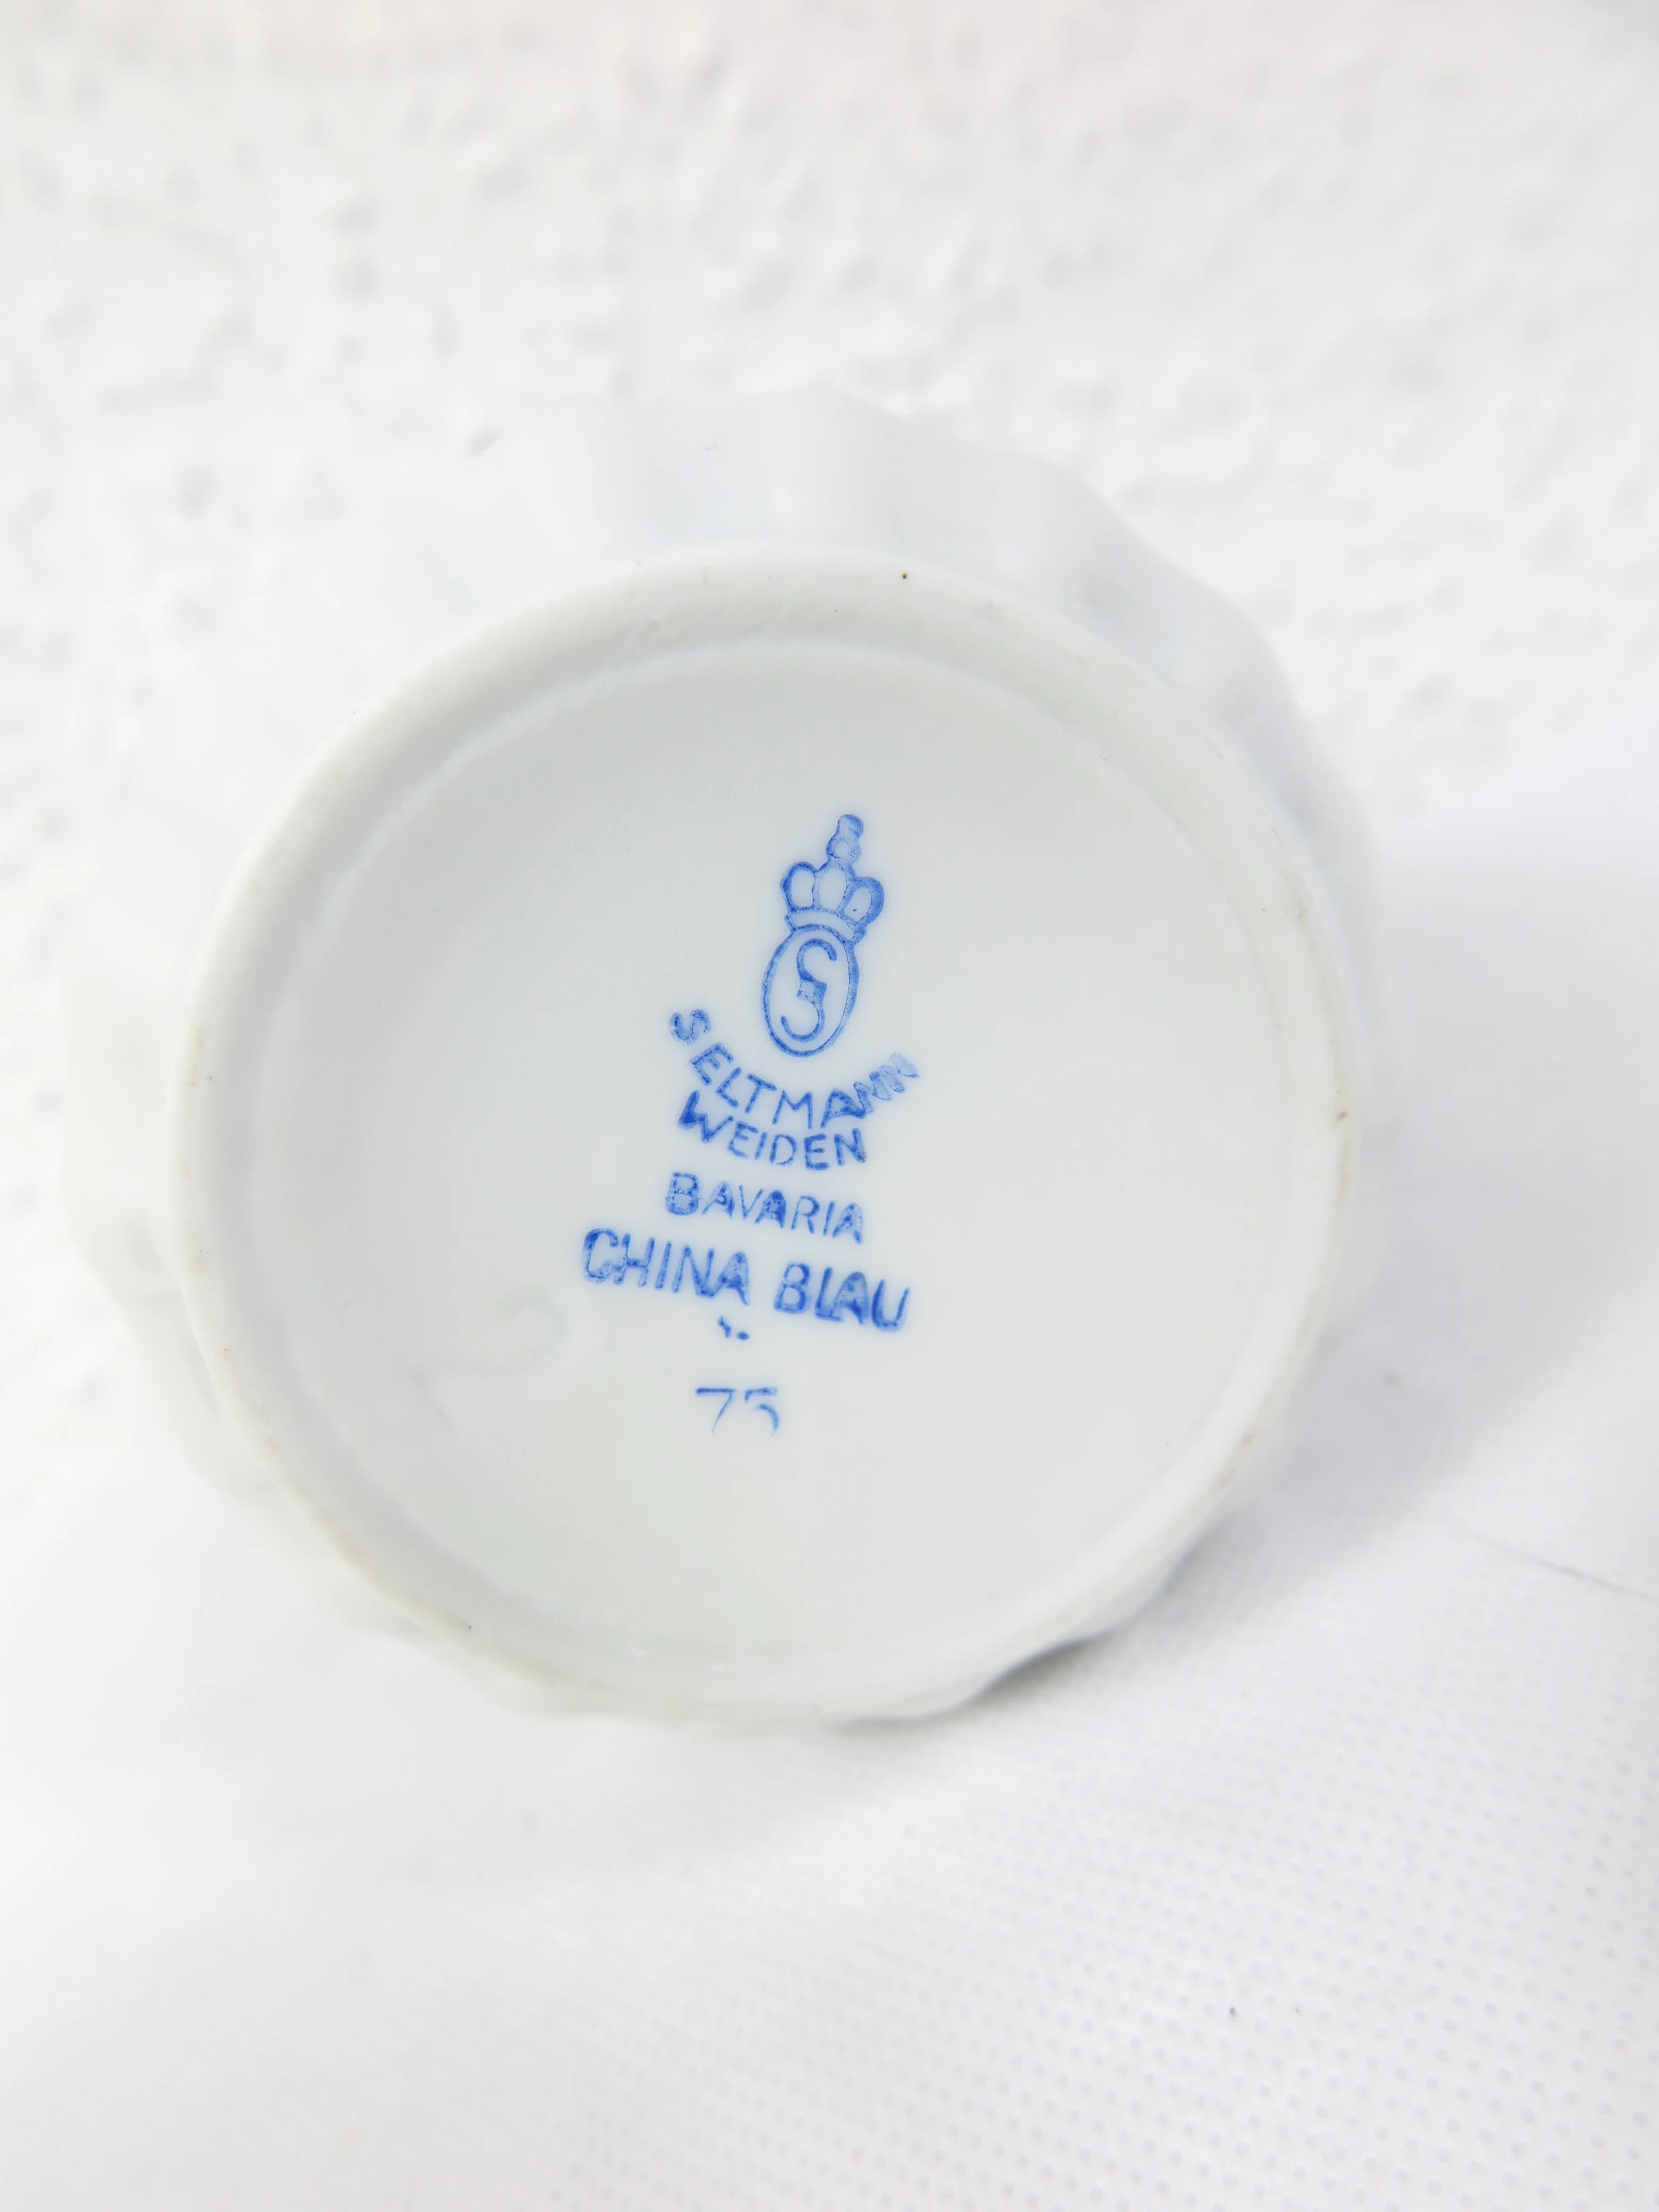 SELTMANN
WEIDEN
BAVARIA
CHINA BLAU
75